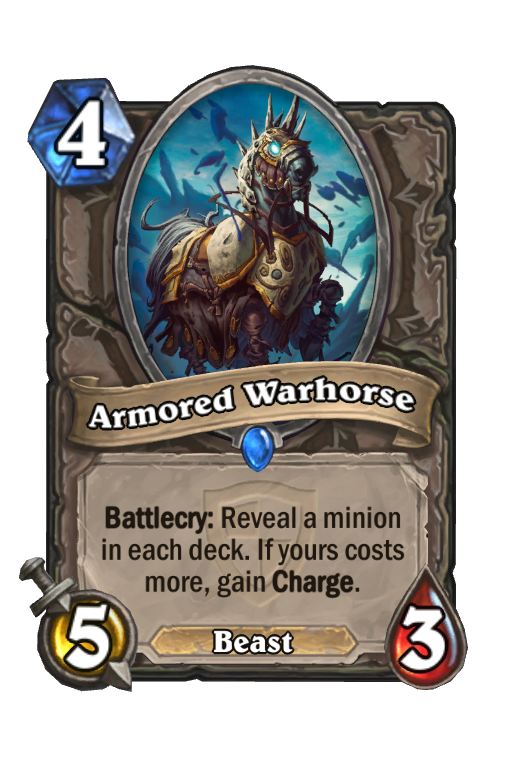 4
Armored Warhorse
Battlecry: Reveal a minion
in each deck. If yours costs
more, gain Charge.
5
Beast
3